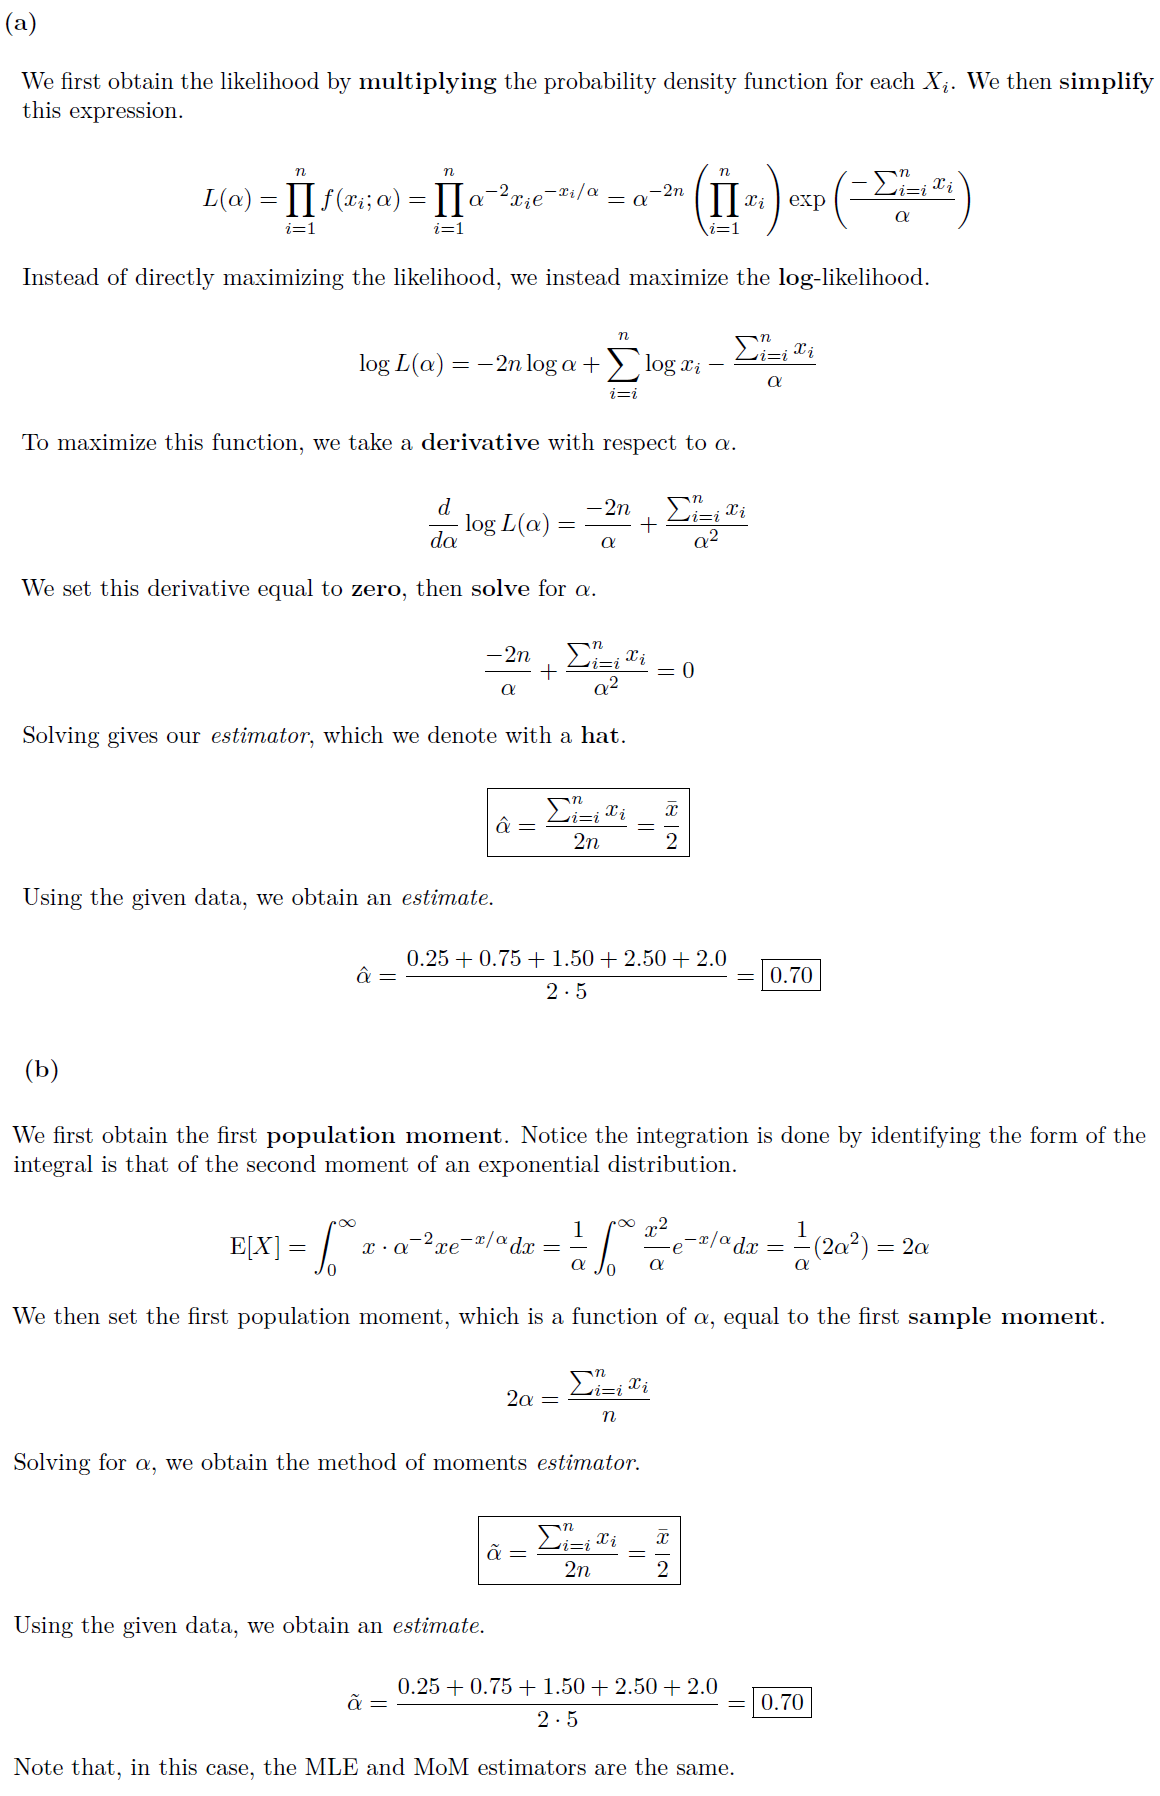 (a)
We first obtain the likelihood by multiplying the probability density function for each $X_i$. We then simplify
this expression.
$L(\alpha) = \prod_{i=1}^{n} f(x_i; \alpha) = \prod_{i=1}^{n} \alpha^{-2} x_i e^{-x_i/\alpha} = \alpha^{-2n} \left( \prod_{i=1}^{n} x_i \right) \exp\left( \frac{-\sum_{i=i}^{n} x_i}{\alpha} \right)$
Instead of directly maximizing the likelihood, we instead maximize the log-likelihood.
$\log L(\alpha) = -2n \log \alpha + \sum_{i=i}^{n} \log x_i - \frac{\sum_{i=i}^{n} x_i}{\alpha}$
To maximize this function, we take a derivative with respect to $\alpha$.
$\frac{d}{d\alpha} \log L(\alpha) = \frac{-2n}{\alpha} + \frac{\sum_{i=i}^{n} x_i}{\alpha^2}$
We set this derivative equal to zero, then solve for $\alpha$.
$\frac{-2n}{\alpha} + \frac{\sum_{i=i}^{n} x_i}{\alpha^2} = 0$
Solving gives our estimator, which we denote with a hat.
$\hat{\alpha} = \frac{\sum_{i=i}^{n} x_i}{2n} = \frac{\bar{x}}{2}$
Using the given data, we obtain an estimate.
$\hat{\alpha} = \frac{0.25 + 0.75 + 1.50 + 2.50 + 2.0}{2 \cdot 5} = 0.70$
(b)
We first obtain the first population moment. Notice the integration is done by identifying the form of the
integral is that of the second moment of an exponential distribution.
$\mathrm{E}[X] = \int_0^\infty x \cdot \alpha^{-2} x e^{-x/\alpha} dx = \frac{1}{\alpha} \int_0^\infty \frac{x^2}{\alpha} e^{-x/\alpha} dx = \frac{1}{\alpha}(2\alpha^2) = 2\alpha$
We then set the first population moment, which is a function of $\alpha$, equal to the first sample moment.
$2\alpha = \frac{\sum_{i=i}^{n} x_i}{n}$
Solving for $\alpha$, we obtain the method of moments estimator.
$\tilde{\alpha} = \frac{\sum_{i=i}^{n} x_i}{2n} = \frac{\bar{x}}{2}$
Using the given data, we obtain an estimate.
$\tilde{\alpha} = \frac{0.25 + 0.75 + 1.50 + 2.50 + 2.0}{2 \cdot 5} = 0.70$
Note that, in this case, the MLE and MoM estimators are the same.